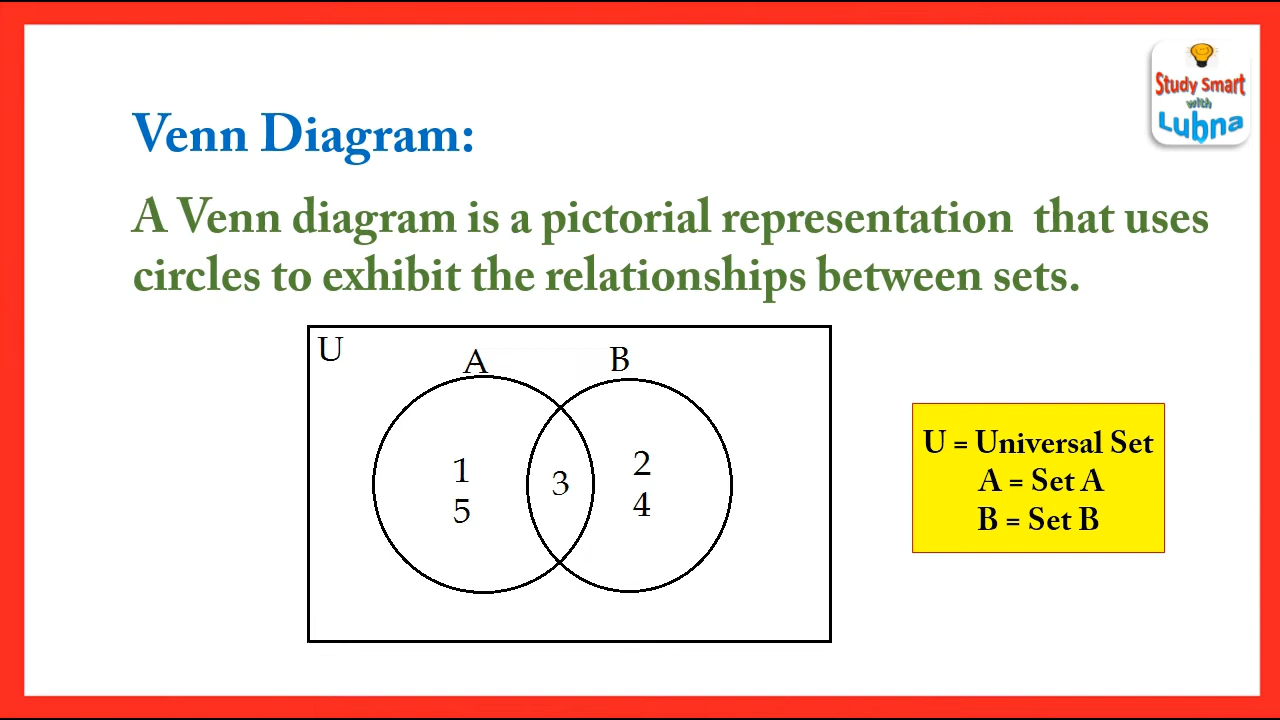 Study Smart
with
Lubna
Venn Diagram:
A Venn diagram is a pictorial representation that uses
circles to exhibit the relationships between sets.
U
A
B
1
5
3
2
4
U = Universal Set
A = Set A
B = Set B